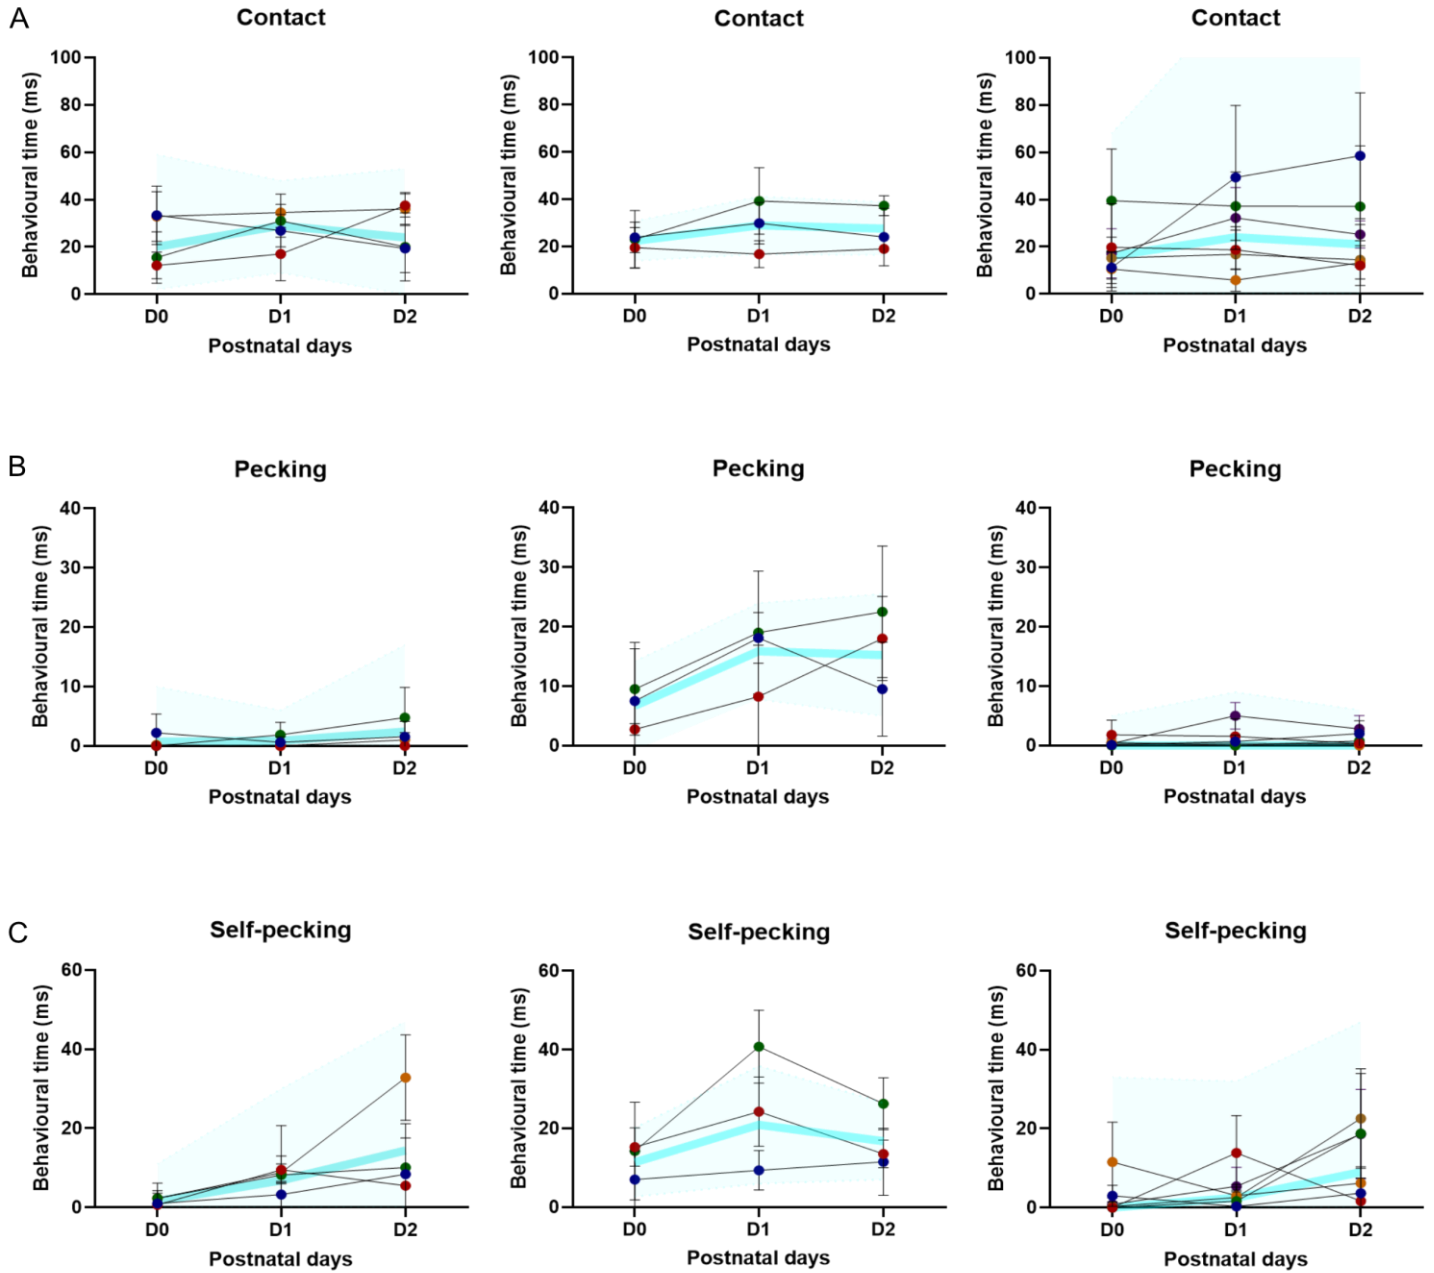 A
Contact
Contact
Contact
Behavioural time (ms)
100
80
60
40
20
0
D0 D1 D2
Postnatal days
Behavioural time (ms)
100
80
60
40
20
0
D0 D1 D2
Postnatal days
Behavioural time (ms)
100
80
60
40
20
0
D0 D1 D2
Postnatal days
B
Pecking
Pecking
Pecking
Behavioural time (ms)
40
30
20
10
0
D0 D1 D2
Postnatal days
Behavioural time (ms)
40
30
20
10
0
D0 D1 D2
Postnatal days
Behavioural time (ms)
40
30
20
10
0
D0 D1 D2
Postnatal days
C
Self-pecking
Self-pecking
Self-pecking
Behavioural time (ms)
60
40
20
0
D0 D1 D2
Postnatal days
Behavioural time (ms)
60
40
20
0
D0 D1 D2
Postnatal days
Behavioural time (ms)
60
40
20
0
D0 D1 D2
Postnatal days